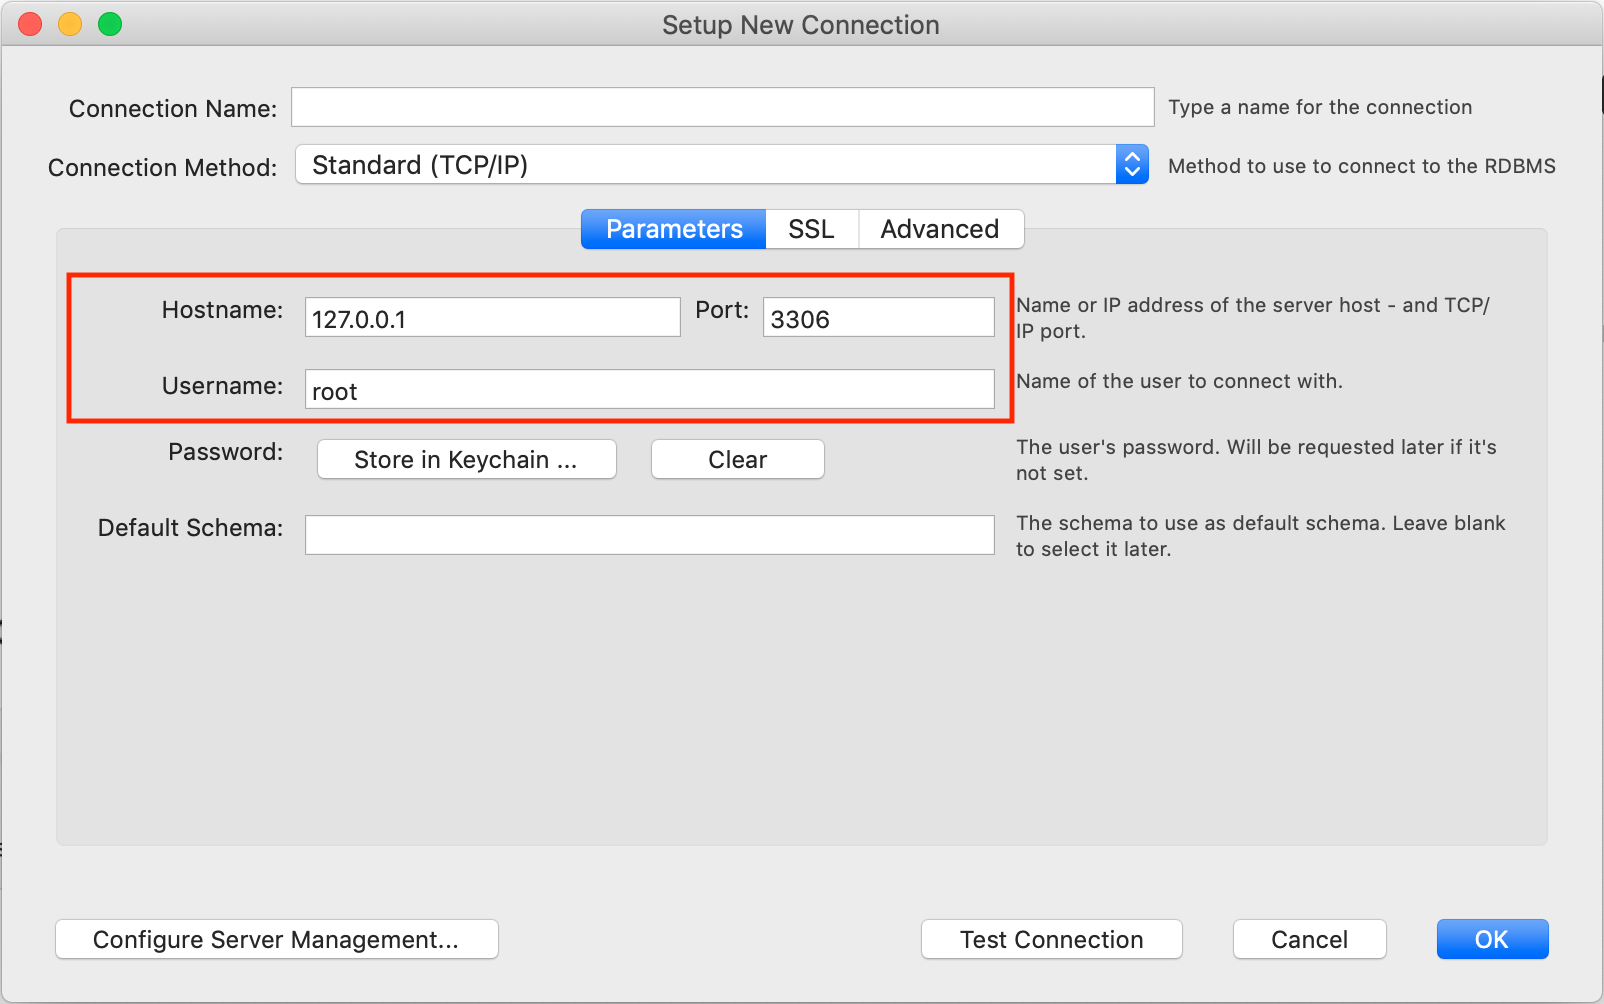 Setup New Connection
Connection Name:
Type a name for the connection
Connection Method: Standard (TCP/IP)
Method to use to connect to the RDBMS
Parameters SSL Advanced
Hostname: 127.0.0.1 Port: 3306
Name or IP address of the server host - and TCP/
IP port.
Username: root
Name of the user to connect with.
Password: Store in Keychain ... Clear
The user's password. Will be requested later if it's
not set.
Default Schema:
The schema to use as default schema. Leave blank
to select it later.
Configure Server Management... Test Connection Cancel OK